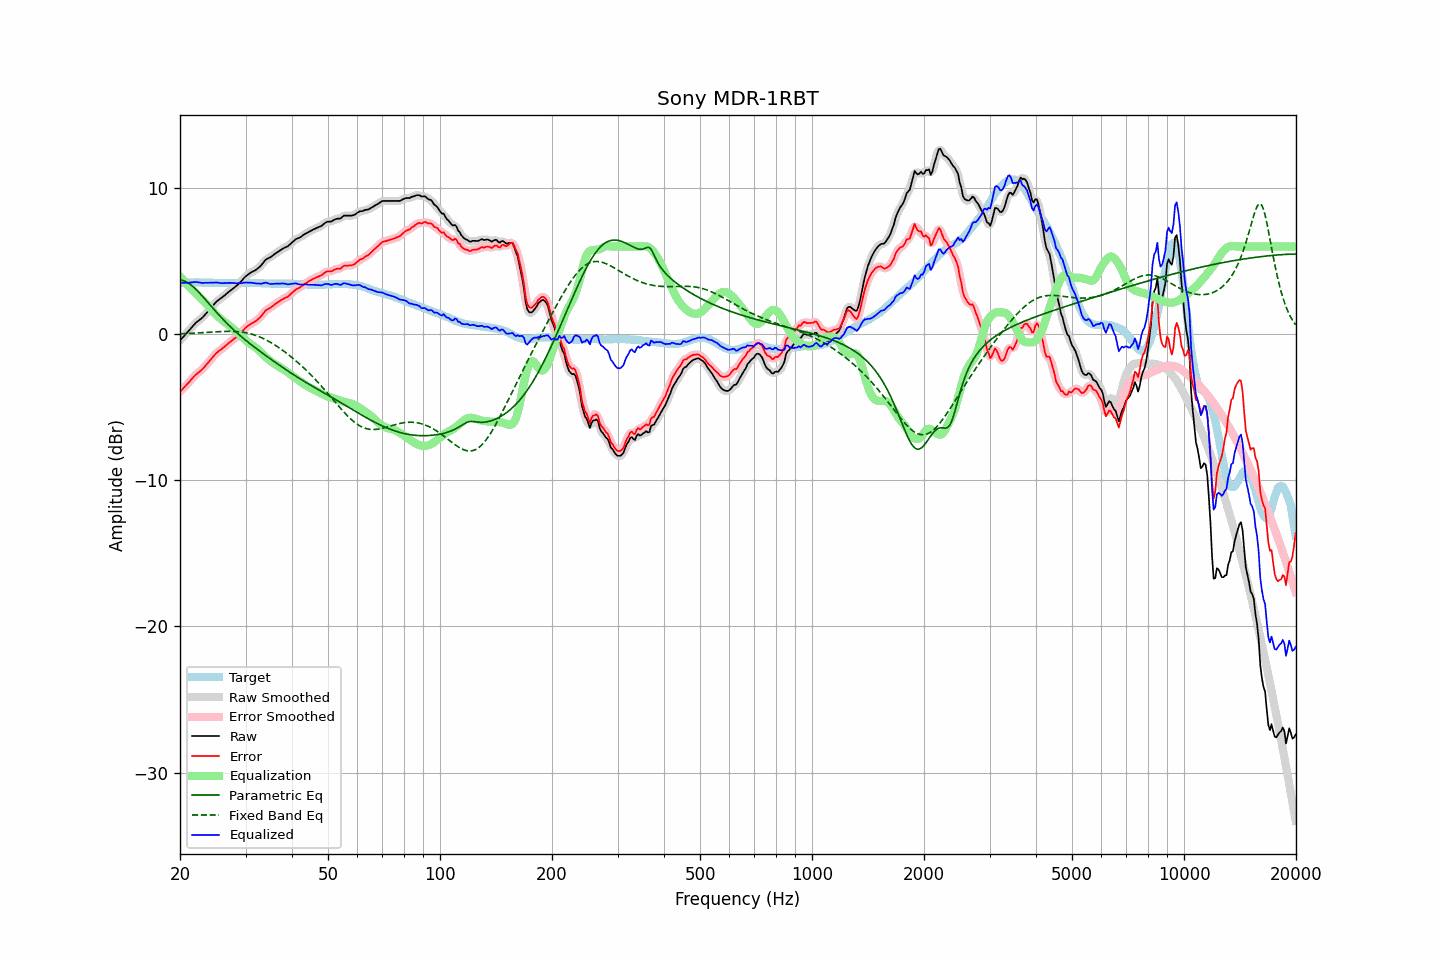 Sony MDR-1RBT
Amplitude (dBr)
10
0
−10
−20
−30
Target
Raw Smoothed
Error Smoothed
Raw
Error
Equalization
Parametric Eq
Fixed Band Eq
Equalized
20 50 100 200 500 1000 2000 5000 10000 20000
Frequency (Hz)